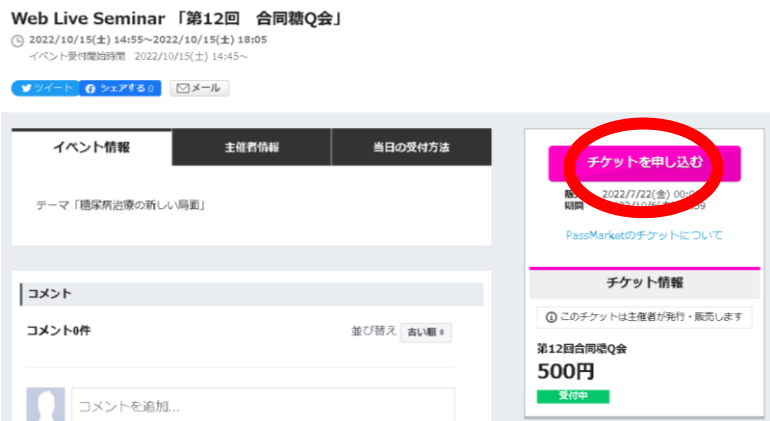 Web Live Seminar 「第12回　合同糖Q会」
2022/10/15(土) 14:55～2022/10/15(土) 18:05
イベント受付開始時間　2022/10/15(土) 14:45～
ツイート
シェアする 0
メール
イベント情報
主催者情報
当日の受付方法
テーマ「糖尿病治療の新しい局面」
コメント
コメント0件
並び替え 古い順
コメントを追加...
チケットを申し込む
2022/7/22(金) 00:
期間
PassMarketのチケットについて
チケット情報
このチケットは主催者が発行・販売します
第12回合同糖Q会
500円
受付中